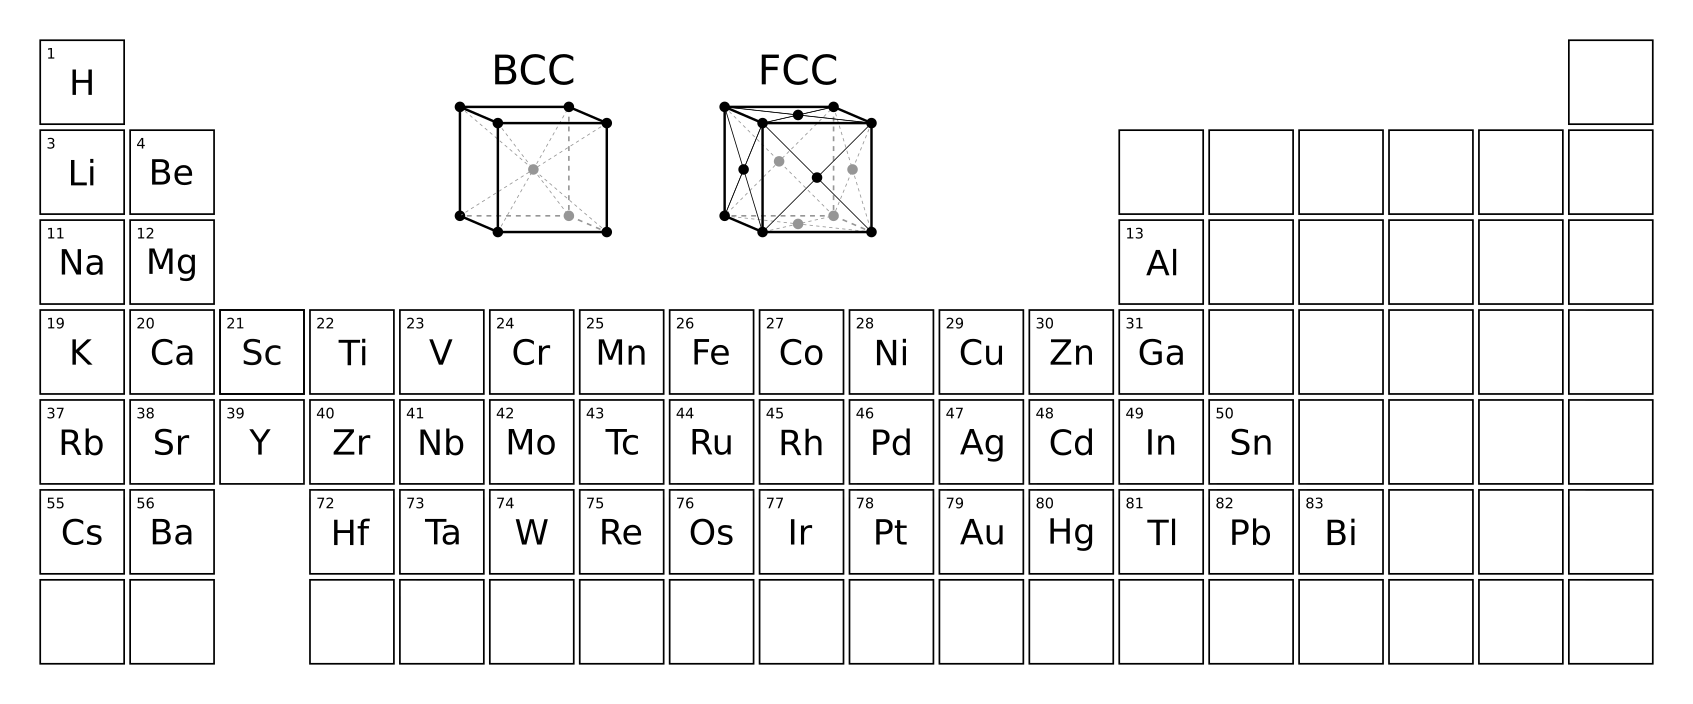 BCC FCC
1
H
3 4
Li Be
11 12 13
Na Mg Al
19 20 21 22 23 24 25 26 27 28 29 30 31
K Ca Sc Ti V Cr Mn Fe Co Ni Cu Zn Ga
37 38 39 40 41 42 43 44 45 46 47 48 49 50
Rb Sr Y Zr Nb Mo Tc Ru Rh Pd Ag Cd In Sn
55 56 72 73 74 75 76 77 78 79 80 81 82 83
Cs Ba Hf Ta W Re Os Ir Pt Au Hg Tl Pb Bi